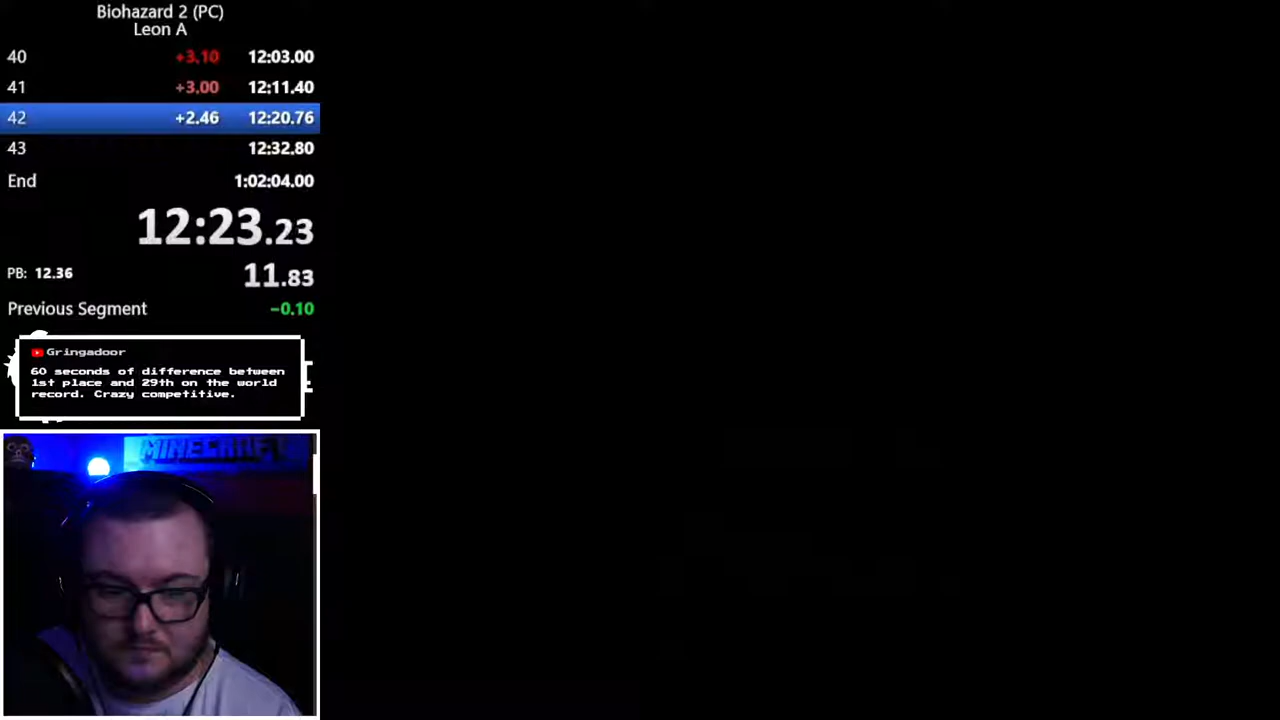 Biohazard 2 (PC)
Leon A
40 +3.10 12:03.00
41 +3.00 12:11.40
42 +2.46 12:20.76
43 12:32.80
End 1:02:04.00
12:23.23
PB: 12.36 11.83
Previous Segment −0.10
Gringadoor
60 seconds of difference between
1st place and 29th on the world
record. Crazy competitive.
MINECRAFT